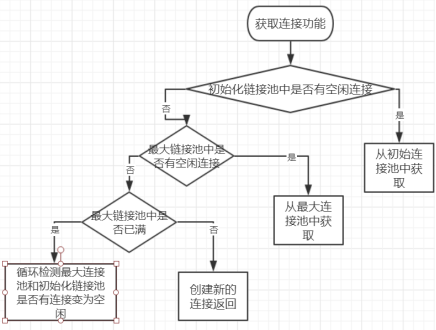 获取连接功能
初始化链接池中是否有空闲连接
否
是
最大链接池中是
否有空闲连接
从初始连
接池中获
取
否
是
最大链接池中是
否已满
从最大连
接池中获
取
是
否
循环检测最大连接
池和初始化链接池
是否有连接变为空
闲
创建新的
连接返回